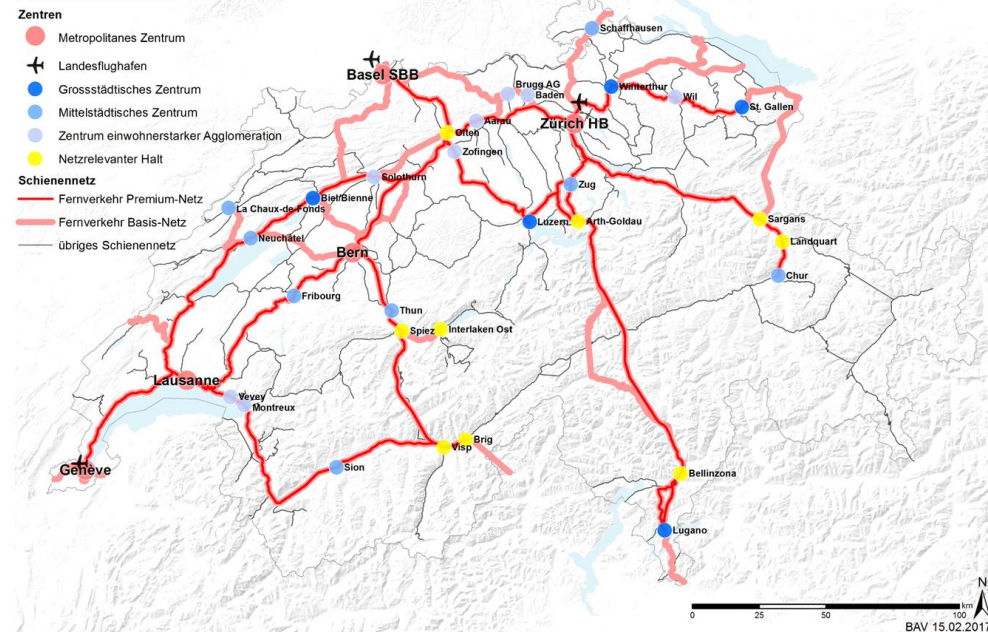 Zentren
Metropolitanes Zentrum
Landesflughafen
Grossstädtisches Zentrum
Mittelstädtisches Zentrum
Zentrum einwohnerstarker Agglomeration
Netzrelevanter Halt
Schienennetz
Fernverkehr Premium-Netz
Fernverkehr Basis-Netz
übriges Schienennetz
Schaffhausen
Basel SBB
Brugg AG
Baden
Winterthur
Wil
St. Gallen
Aarau
Zürich HB
Olten
Zofingen
Solothurn
Zug
Biel/Bienne
La Chaux-de-Fonds
Luzern
Arth-Goldau
Sargans
Neuchâtel
Landquart
Bern
Chur
Fribourg
Thun
Spiez
Interlaken Ost
Lausanne
Vevey
Montreux
Brig
Visp
Genève
Sion
Bellinzona
Lugano
N
km
0 25 50 100
BAV 15.02.2017